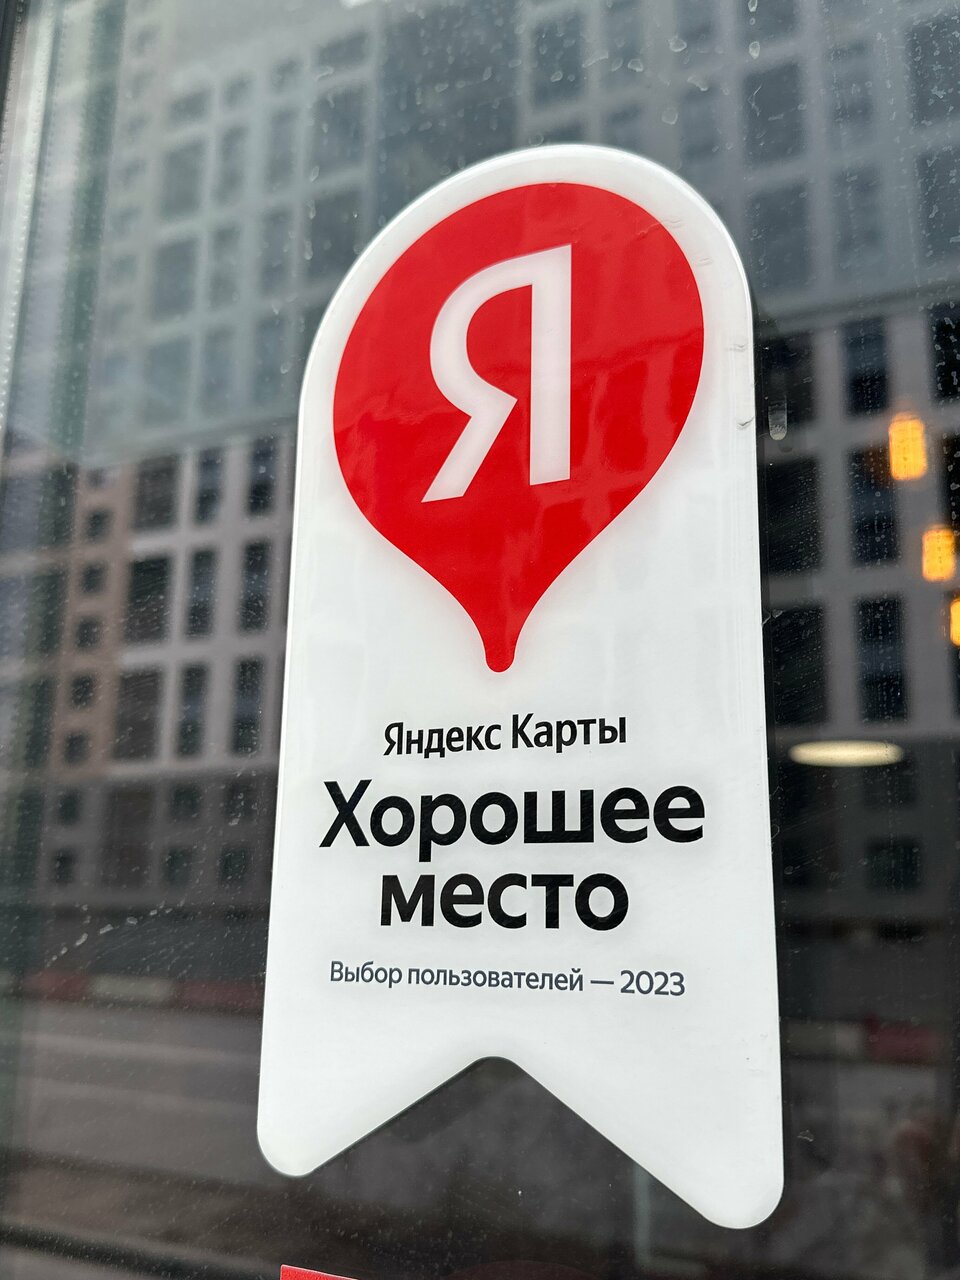 Я
Яндекс Карты
Хорошее
место
Выбор пользователей — 2023